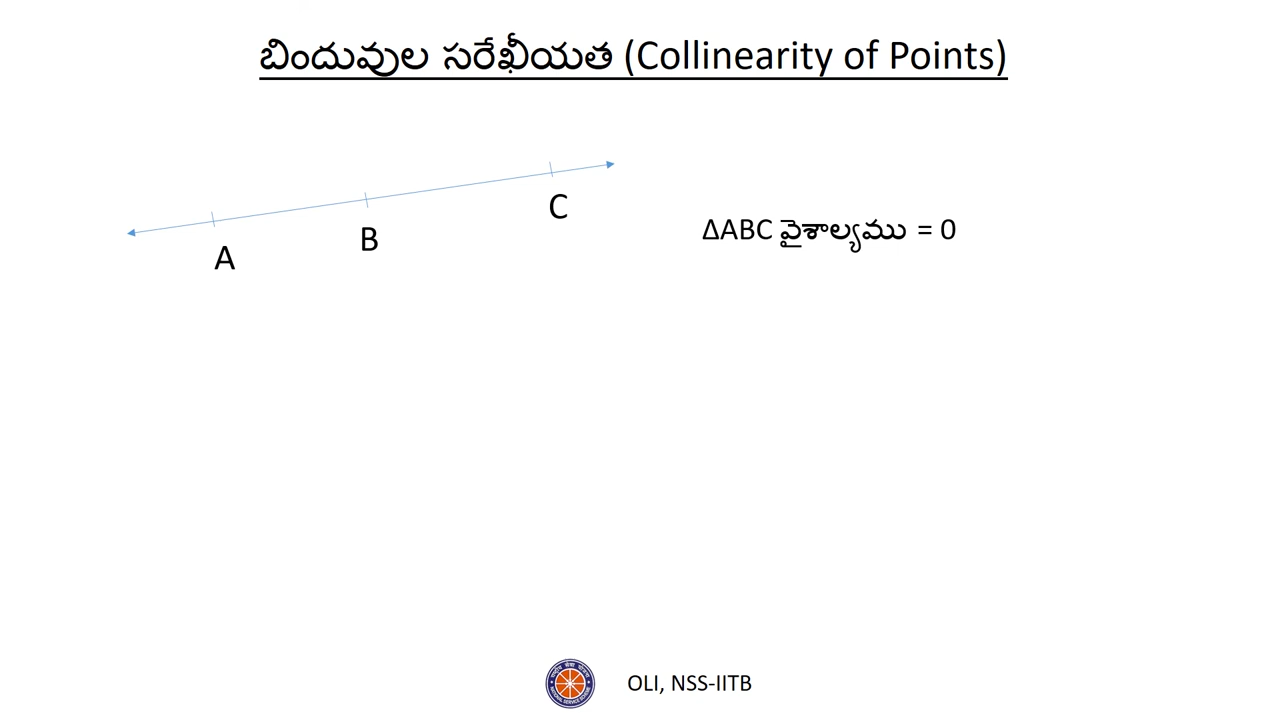 బిందువుల సరేఖీయత (Collinearity of Points)
C
B
A
ΔABC వైశాల్యము = 0
OLI, NSS-IITB